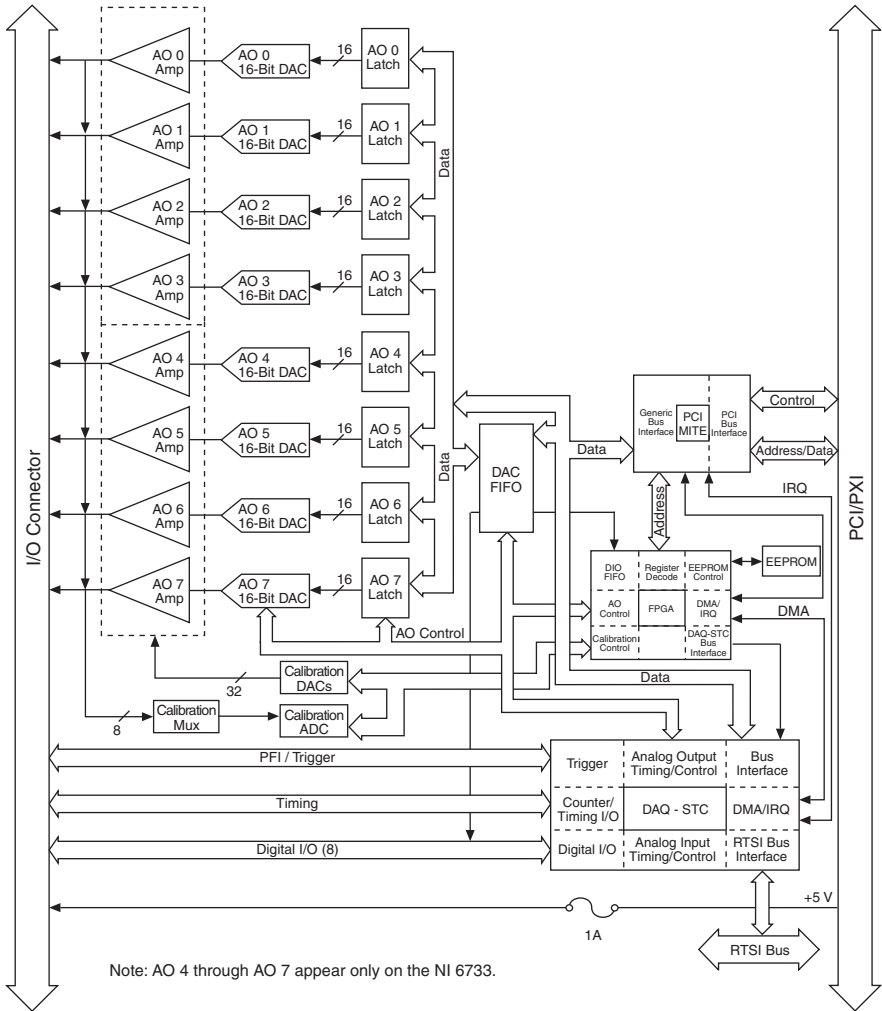 I/O Connector
AO 0
Amp
AO 0
16-Bit DAC
16
AO 0
Latch
AO 1
Amp
AO 1
16-Bit DAC
16
AO 1
Latch
Data
AO 2
Amp
AO 2
16-Bit DAC
16
AO 2
Latch
AO 3
Amp
AO 3
16-Bit DAC
16
AO 3
Latch
AO 4
Amp
AO 4
16-Bit DAC
16
AO 4
Latch
AO 5
Amp
AO 5
16-Bit DAC
16
AO 5
Latch
Data
AO 6
Amp
AO 6
16-Bit DAC
16
AO 6
Latch
AO 7
Amp
AO 7
16-Bit DAC
16
AO 7
Latch
AO Control
DAC
FIFO
Data
Generic
Bus
Interface
PCI
MITE
PCI
Bus
Interface
Control
Address/Data
IRQ
PCI/PXI
Address
DIO
FIFO
Register
Decode
EEPROM
Control
EEPROM
AO
Control
FPGA
DMA/
IRQ
DMA
Calibration
Control
DAQ-STC
Bus
Interface
Data
32
Calibration
DACs
8
Calibration
Mux
Calibration
ADC
PFI / Trigger
Timing
Digital I/O (8)
Trigger
Analog Output
Timing/Control
Bus
Interface
Counter/
Timing I/O
DAQ - STC
DMA/IRQ
Digital I/O
Analog Input
Timing/Control
RTSI Bus
Interface
+5 V
1A
RTSI Bus
Note: AO 4 through AO 7 appear only on the NI 6733.